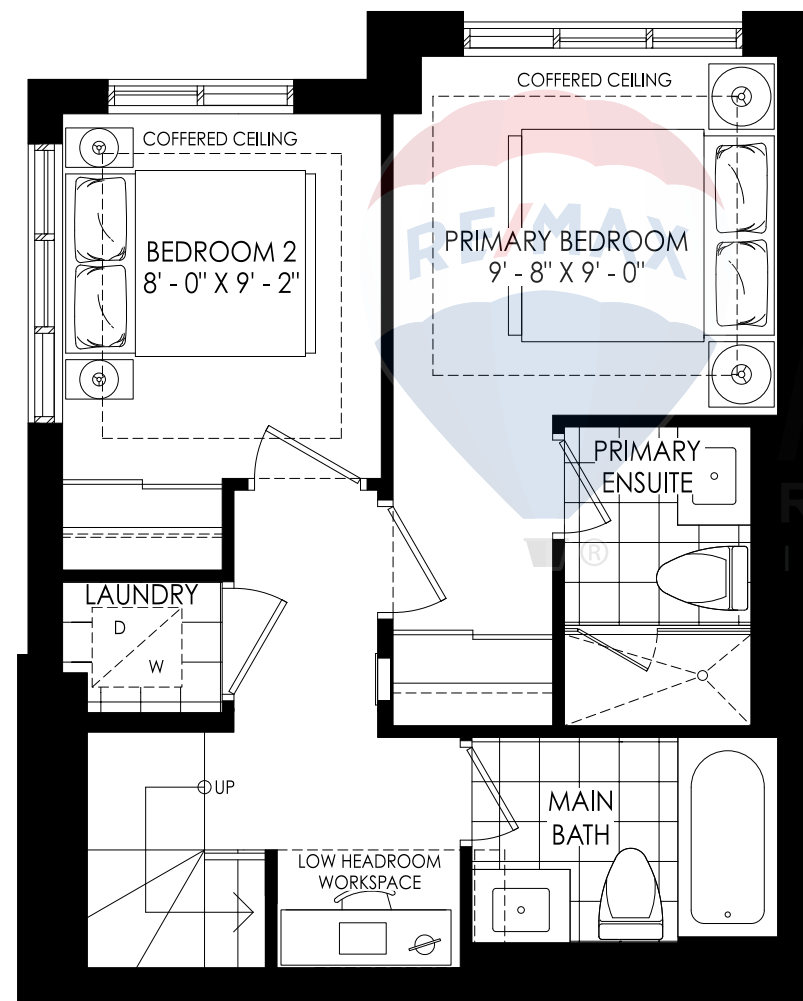 COFFERED CEILING
COFFERED CEILING
RE/MAX
BEDROOM 2
8' - 0" X 9' - 2"
PRIMARY BEDROOM
9' - 8" X 9' - 0"
PRIMARY
ENSUITE
®
LAUNDRY
D
W
UP
MAIN
BATH
LOW HEADROOM
WORKSPACE